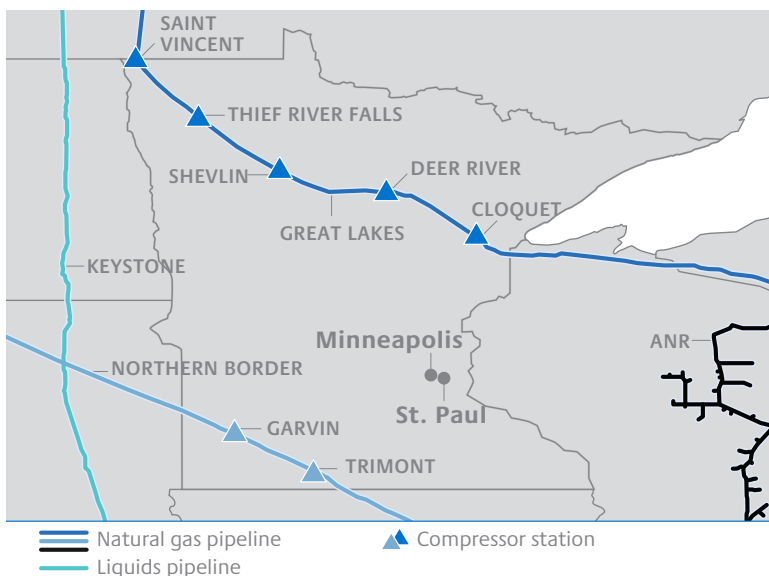 SAINT
VINCENT
THIEF RIVER FALLS
SHEVLIN
DEER RIVER
CLOQUET
GREAT LAKES
KEYSTONE
Minneapolis
ANR
NORTHERN BORDER
St. Paul
GARVIN
TRIMONT
Natural gas pipeline
Compressor station
Liquids pipeline